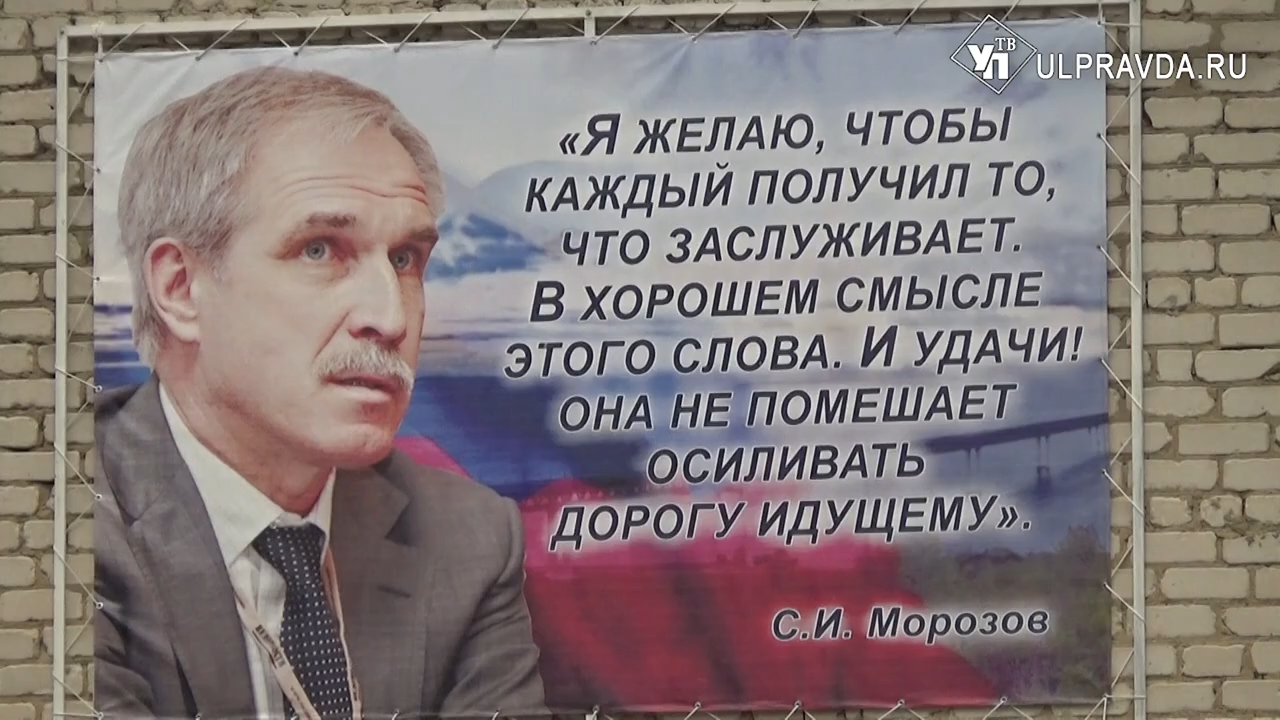 УП ТВ ULPRAVDA.RU
«Я ЖЕЛАЮ, ЧТОБЫ
КАЖДЫЙ ПОЛУЧИЛ ТО,
ЧТО ЗАСЛУЖИВАЕТ.
В ХОРОШЕМ СМЫСЛЕ
ЭТОГО СЛОВА. И УДАЧИ!
ОНА НЕ ПОМЕШАЕТ
ОСИЛИВАТЬ
ДОРОГУ ИДУЩЕМУ».
С.И. Морозов